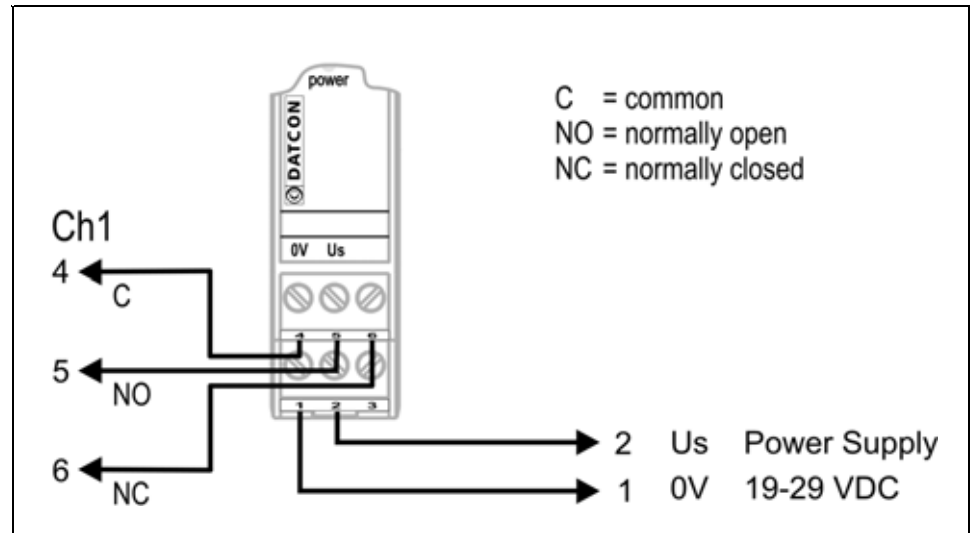 power
© DATCON
0V Us
4 5 6
1 2 3
C = common
NO = normally open
NC = normally closed
Ch1
4
C
5
NO
6
NC
2 Us Power Supply
1 0V 19-29 VDC